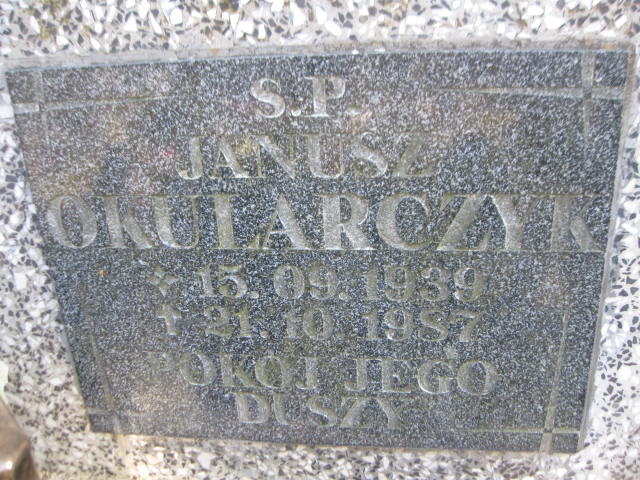 S.P.
JANUSZ
OKULARCZYK
15.09.1939
† 21.10.1987
POKÓJ JEGO
DUSZY